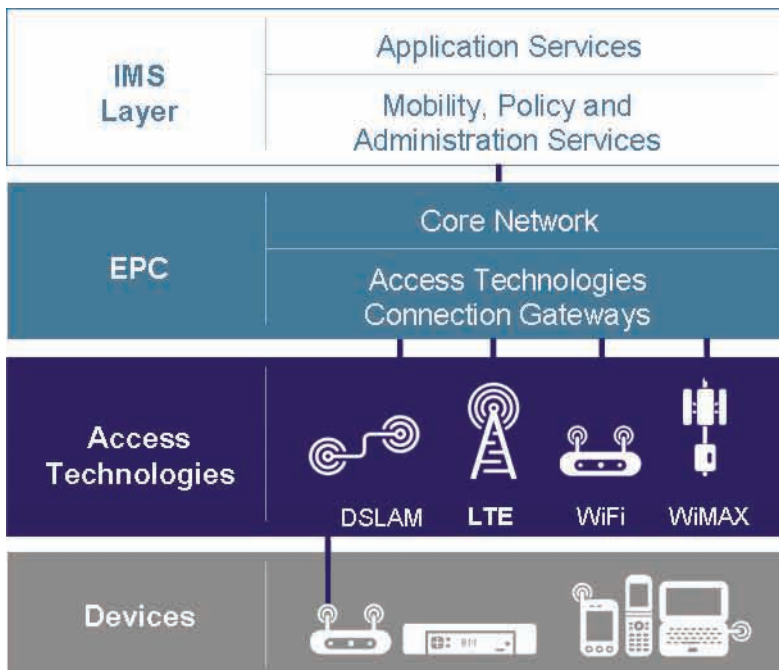 IMS
Layer
Application Services
Mobility, Policy and
Administration Services
EPC
Core Network
Access Technologies
Connection Gateways
Access
Technologies
DSLAM
LTE
WiFi
WiMAX
Devices